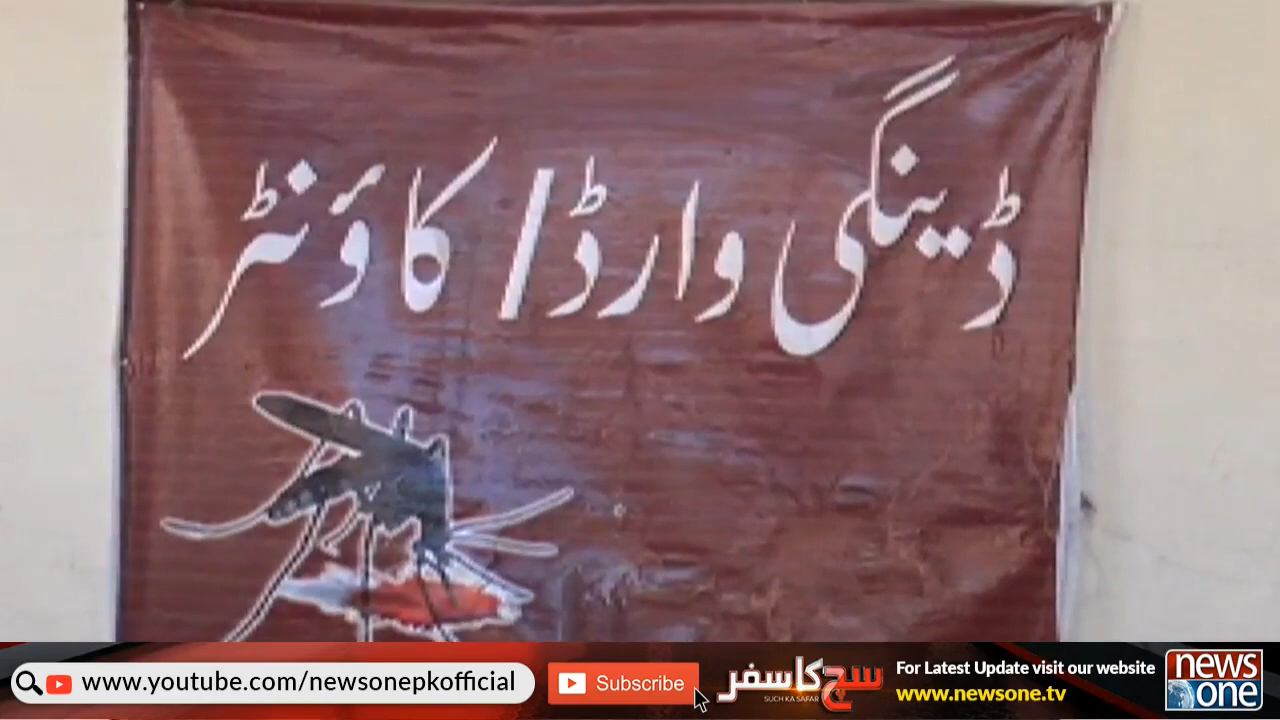 ڈینگی وارڈ/ کاؤنٹر
www.youtube.com/newsonepkofficial
Subscribe
سچ کا سفر
SUCH KA SAFAR
For Latest Update visit our website
www.newsone.tv
news
one